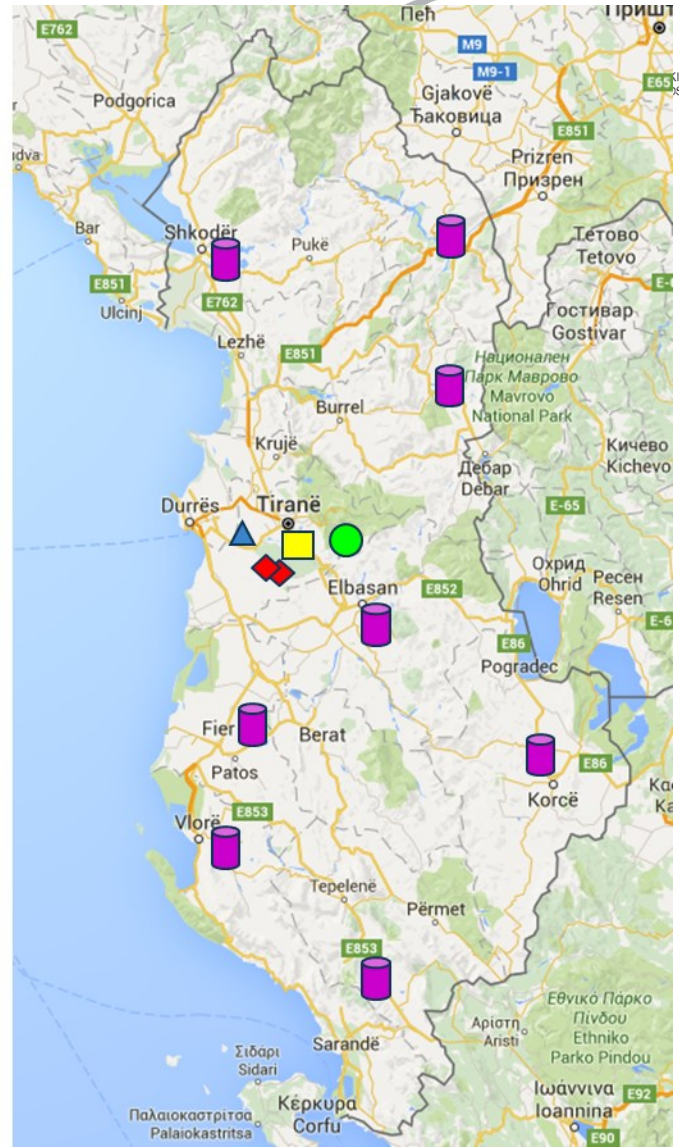 Пећ
Пришт
E762
M9
M9-1
E65
Podgorica
Gjakovë
Ђаковица
E851
Prizren
Призрен
Bar
Shkodër
Pukë
Тетово
Tetovo
E851
Ulcinj
E762
Гостивар
Gostivar
Lezhë
E851
Национален
Парк Маврово
Mavrovo
National Park
Burrel
Krujë
Дебар
Debar
Кичево
Kichevo
Durrës
Tiranë
E-65
Охрид
Ohrid
Ресен
Resen
Elbasan
E852
E86
Pogradec
Fier
Berat
E86
Patos
Korcë
E853
Vlorë
Tepelenë
Përmet
E853
Εθνικό Πάρκο
Πίνδου
Ethniko
Parko Pindou
Αρίστη
Aristi
Sarandë
Σιδάρι
Sidari
Κέρκυρα
Corfu
Ιωάννινα
Ioannina
E92
Παλαιοκαστρίτσα
Palaiokastritsa
E90